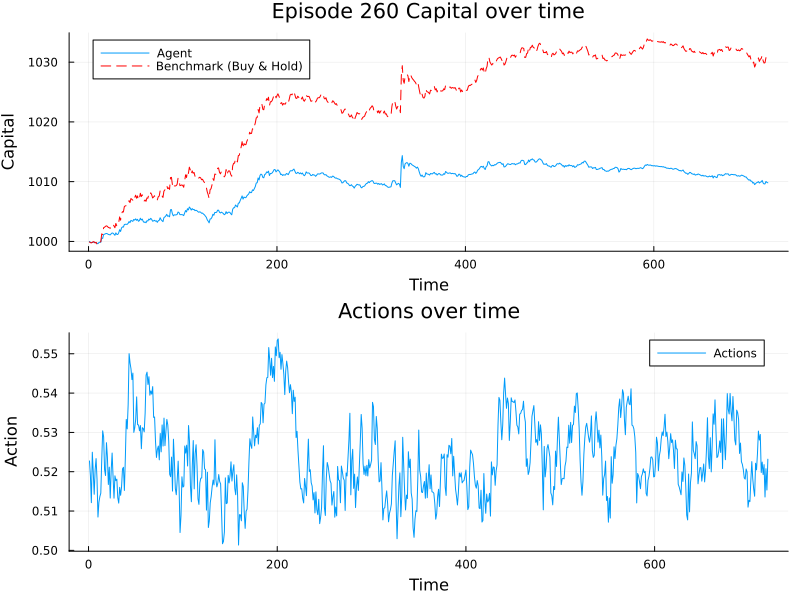 Episode 260 Capital over time
Capital
1030
1020
1010
1000
Agent
Benchmark (Buy & Hold)
0
200
400
600
Time
Actions over time
Action
0.55
0.54
0.53
0.52
0.51
0.50
Actions
0
200
400
600
Time